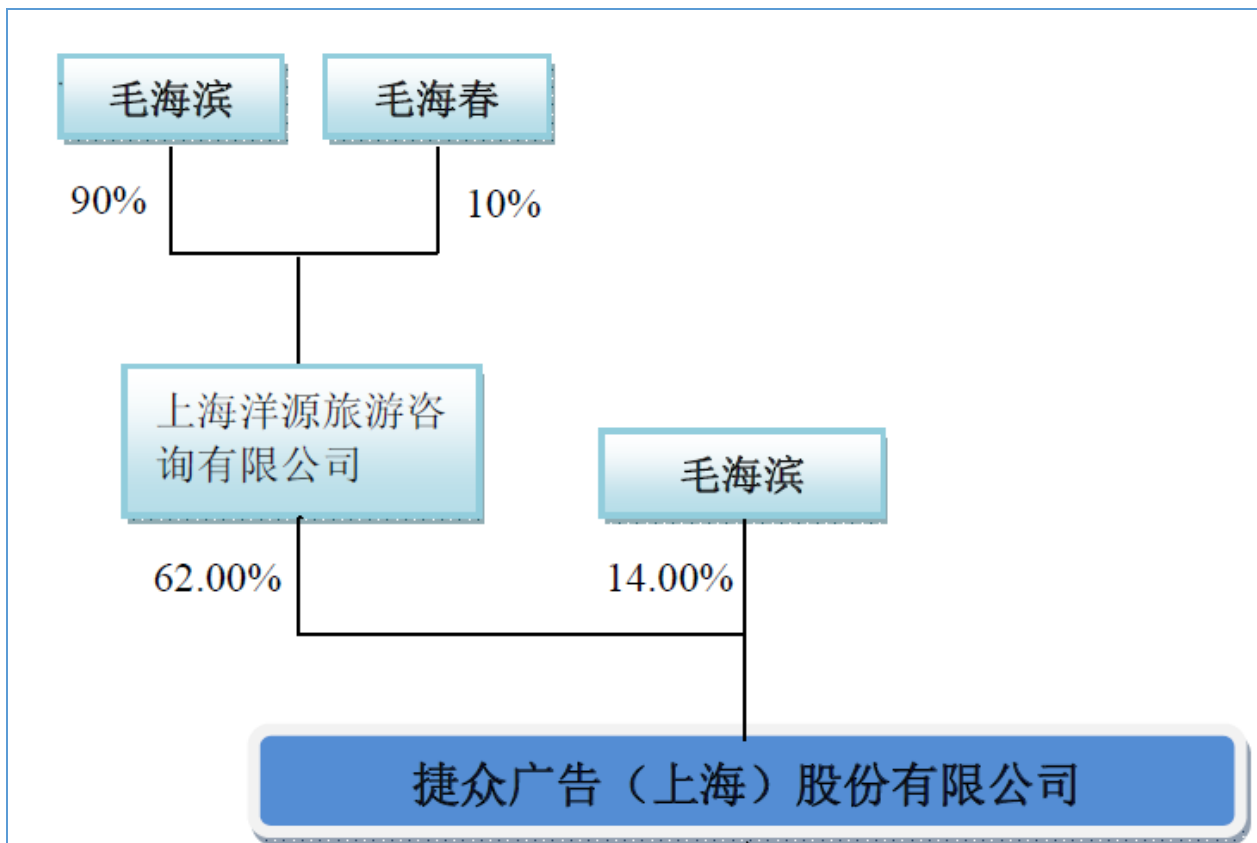 毛海滨
毛海春
90%
10%
上海洋源旅游咨
询有限公司
毛海滨
62.00%
14.00%
捷众广告（上海）股份有限公司